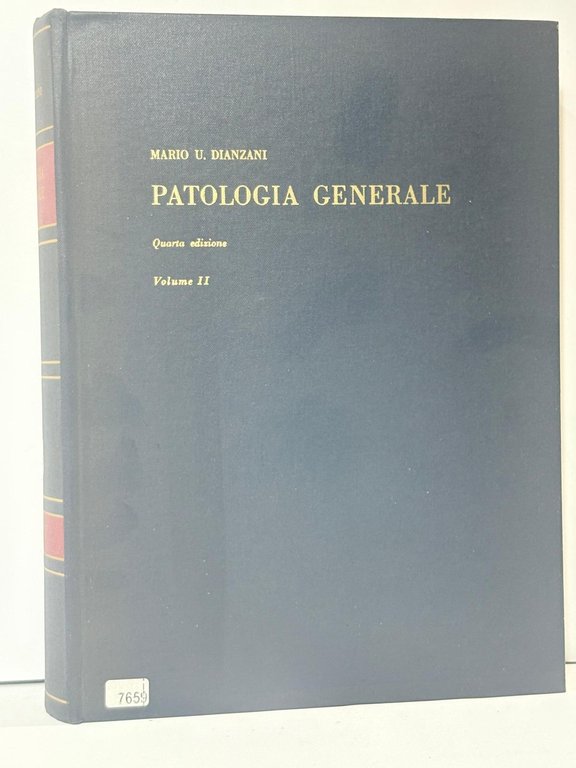 MARIO U. DIANZANI
PATOLOGIA GENERALE
Quarta edizione
Volume II
7659